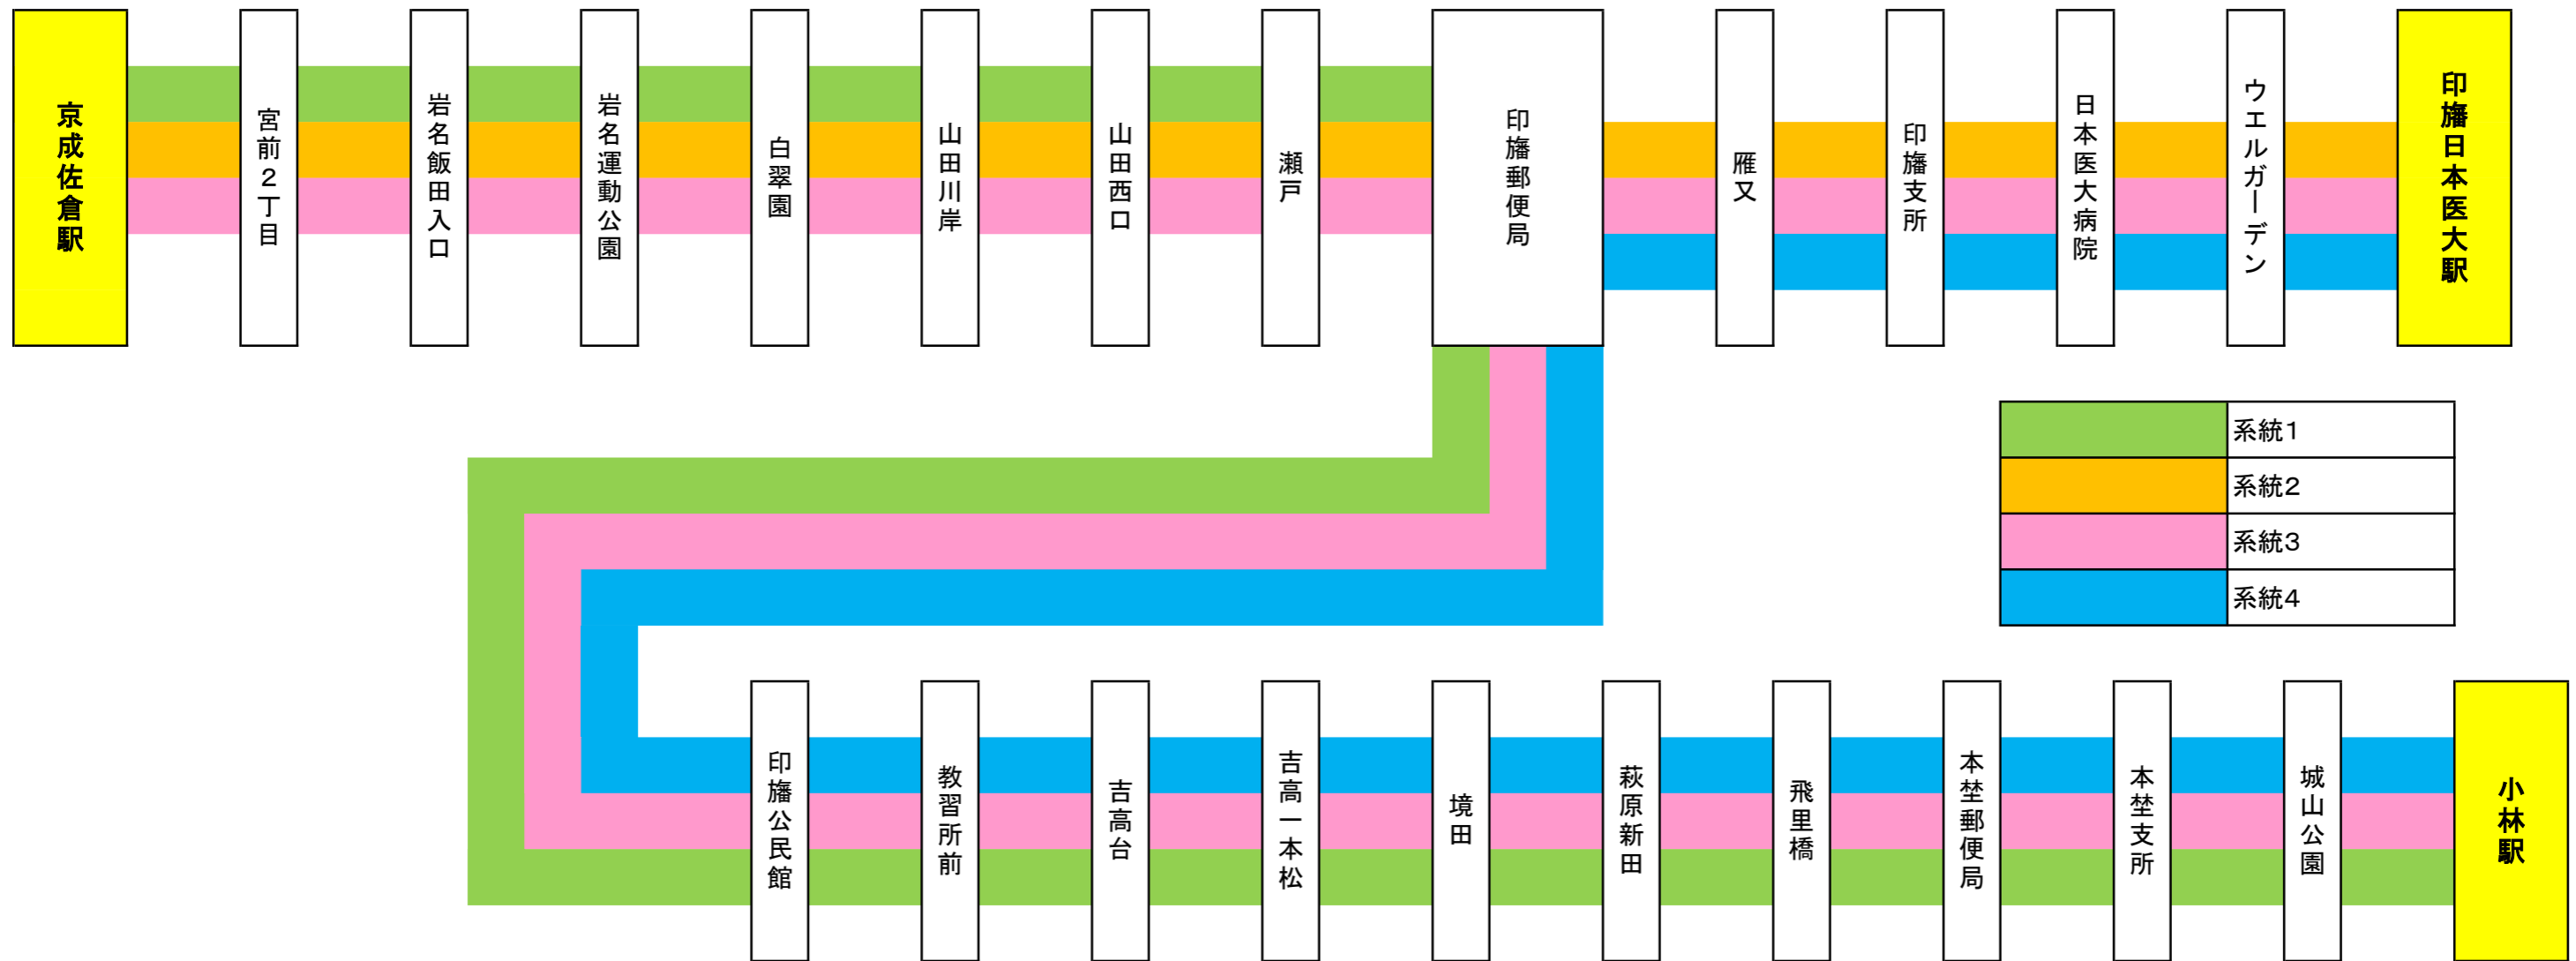 京成佐倉駅
宮前2丁目
岩名飯田入口
岩名運動公園
白翠園
山田川岸
山田西口
瀬戸
印旛郵便局
雁又
印旛支所
日本医大病院
ウエルガーデン
印旛日本医大駅
系統1
系統2
系統3
系統4
印旛公民館
教習所前
吉高台
吉高一本松
境田
萩原新田
飛里橋
本埜郵便局
本埜支所
城山公園
小林駅